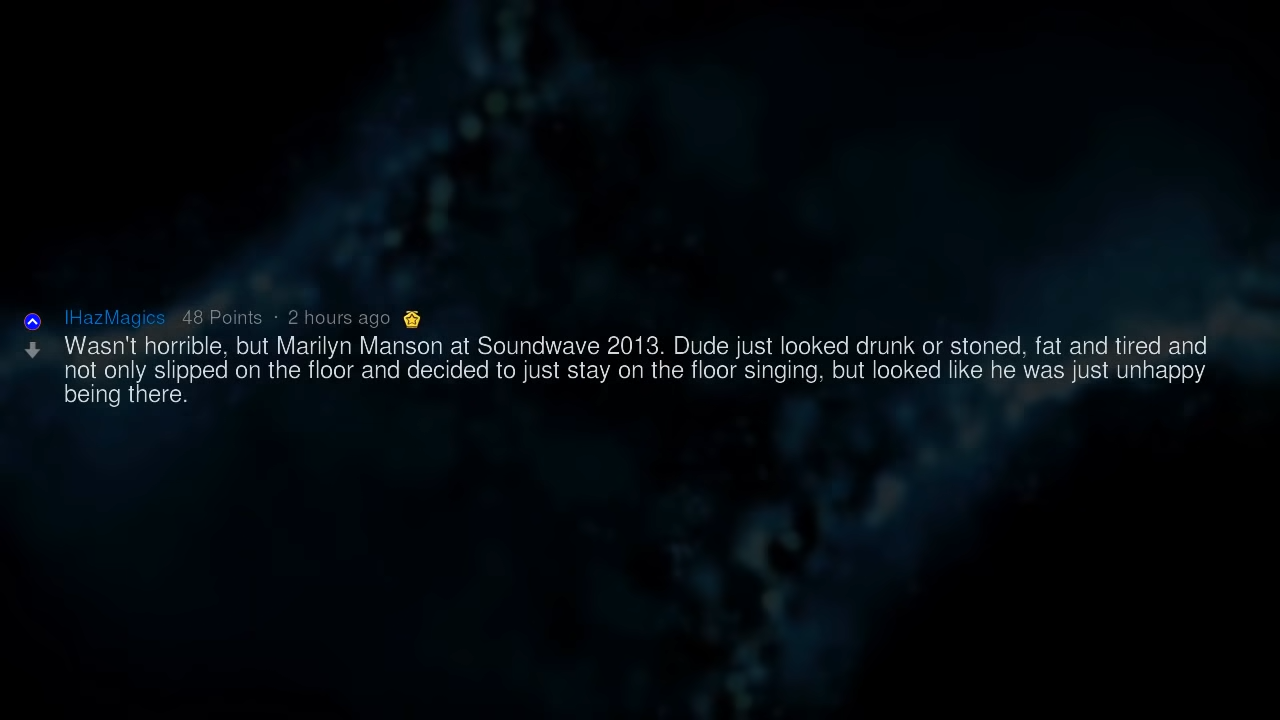 IHazMagics 48 Points · 2 hours ago
Wasn't horrible, but Marilyn Manson at Soundwave 2013. Dude just looked drunk or stoned, fat and tired and
not only slipped on the floor and decided to just stay on the floor singing, but looked like he was just unhappy
being there.